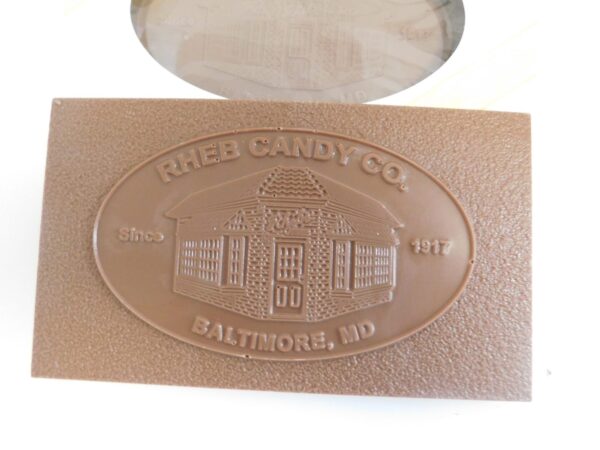 RHEB CANDY CO.
Since 1917
BALTIMORE, MD